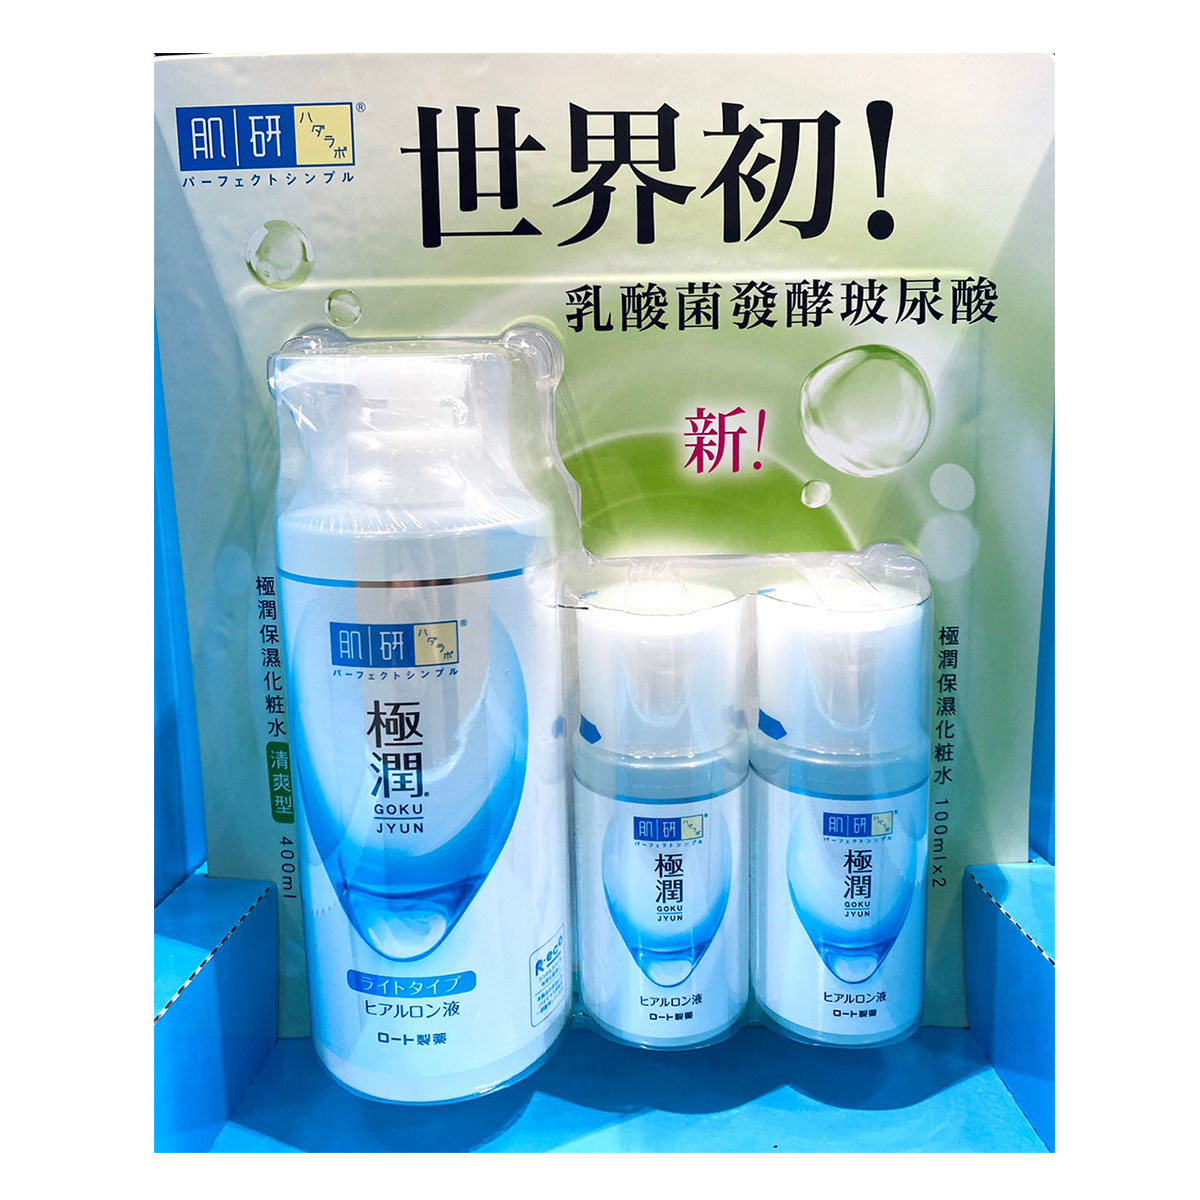 肌研
ハダラボ®
パーフェクトシンプル
世界初!
乳酸菌發酵玻尿酸
新!
極潤保濕化粧水 清爽型 400ml
肌研
ハダラボ®
パーフェクトシンプル
極潤®
GOKU
JYUN
ライトタイプ
ヒアルロン液
ロート製薬
R·eco
肌研
ハダラボ®
パーフェクトシンプル
極潤
GOKU
JYUN
ヒアルロン液
ロート製薬
肌研
ハダラボ®
パーフェクトシンプル
極潤
GOKU
JYUN
ヒアルロン液
ロート製薬
極潤保濕化粧水 100mlx2